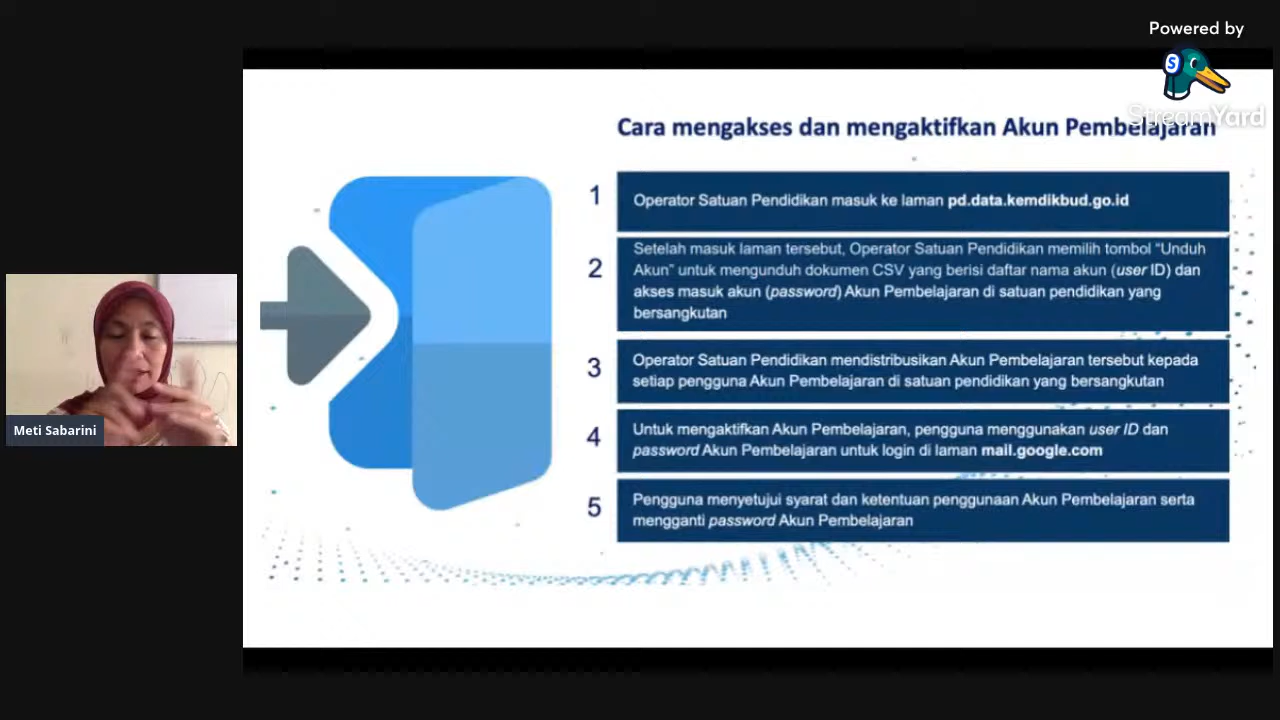 Powered by
S
StreamYard
Cara mengakses dan mengaktifkan Akun Pembelajaran
1
Operator Satuan Pendidikan masuk ke laman pd.data.kemdikbud.go.id
2
Setelah masuk laman tersebut, Operator Satuan Pendidikan memilih tombol “Unduh
Akun” untuk mengunduh dokumen CSV yang berisi daftar nama akun (user ID) dan
akses masuk akun (password) Akun Pembelajaran di satuan pendidikan yang
bersangkutan
3
Operator Satuan Pendidikan mendistribusikan Akun Pembelajaran tersebut kepada
setiap pengguna Akun Pembelajaran di satuan pendidikan yang bersangkutan
4
Untuk mengaktifkan Akun Pembelajaran, pengguna menggunakan user ID dan
password Akun Pembelajaran untuk login di laman mail.google.com
5
Pengguna menyetujui syarat dan ketentuan penggunaan Akun Pembelajaran serta
mengganti password Akun Pembelajaran
Meti Sabarini